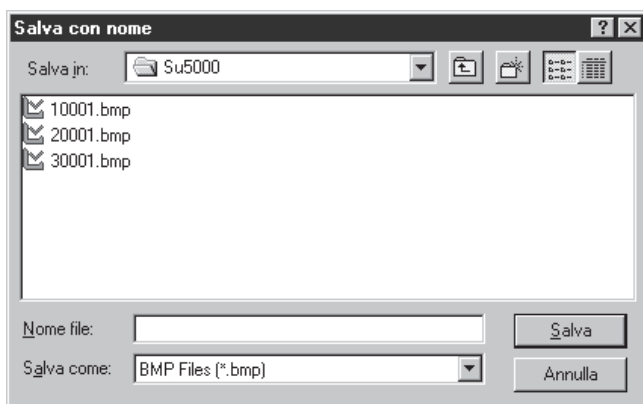 Salva con nome
Salva in: Su5000
10001.bmp
20001.bmp
30001.bmp
Nome file:
Salva
Salva come: BMP Files (*.bmp)
Annulla